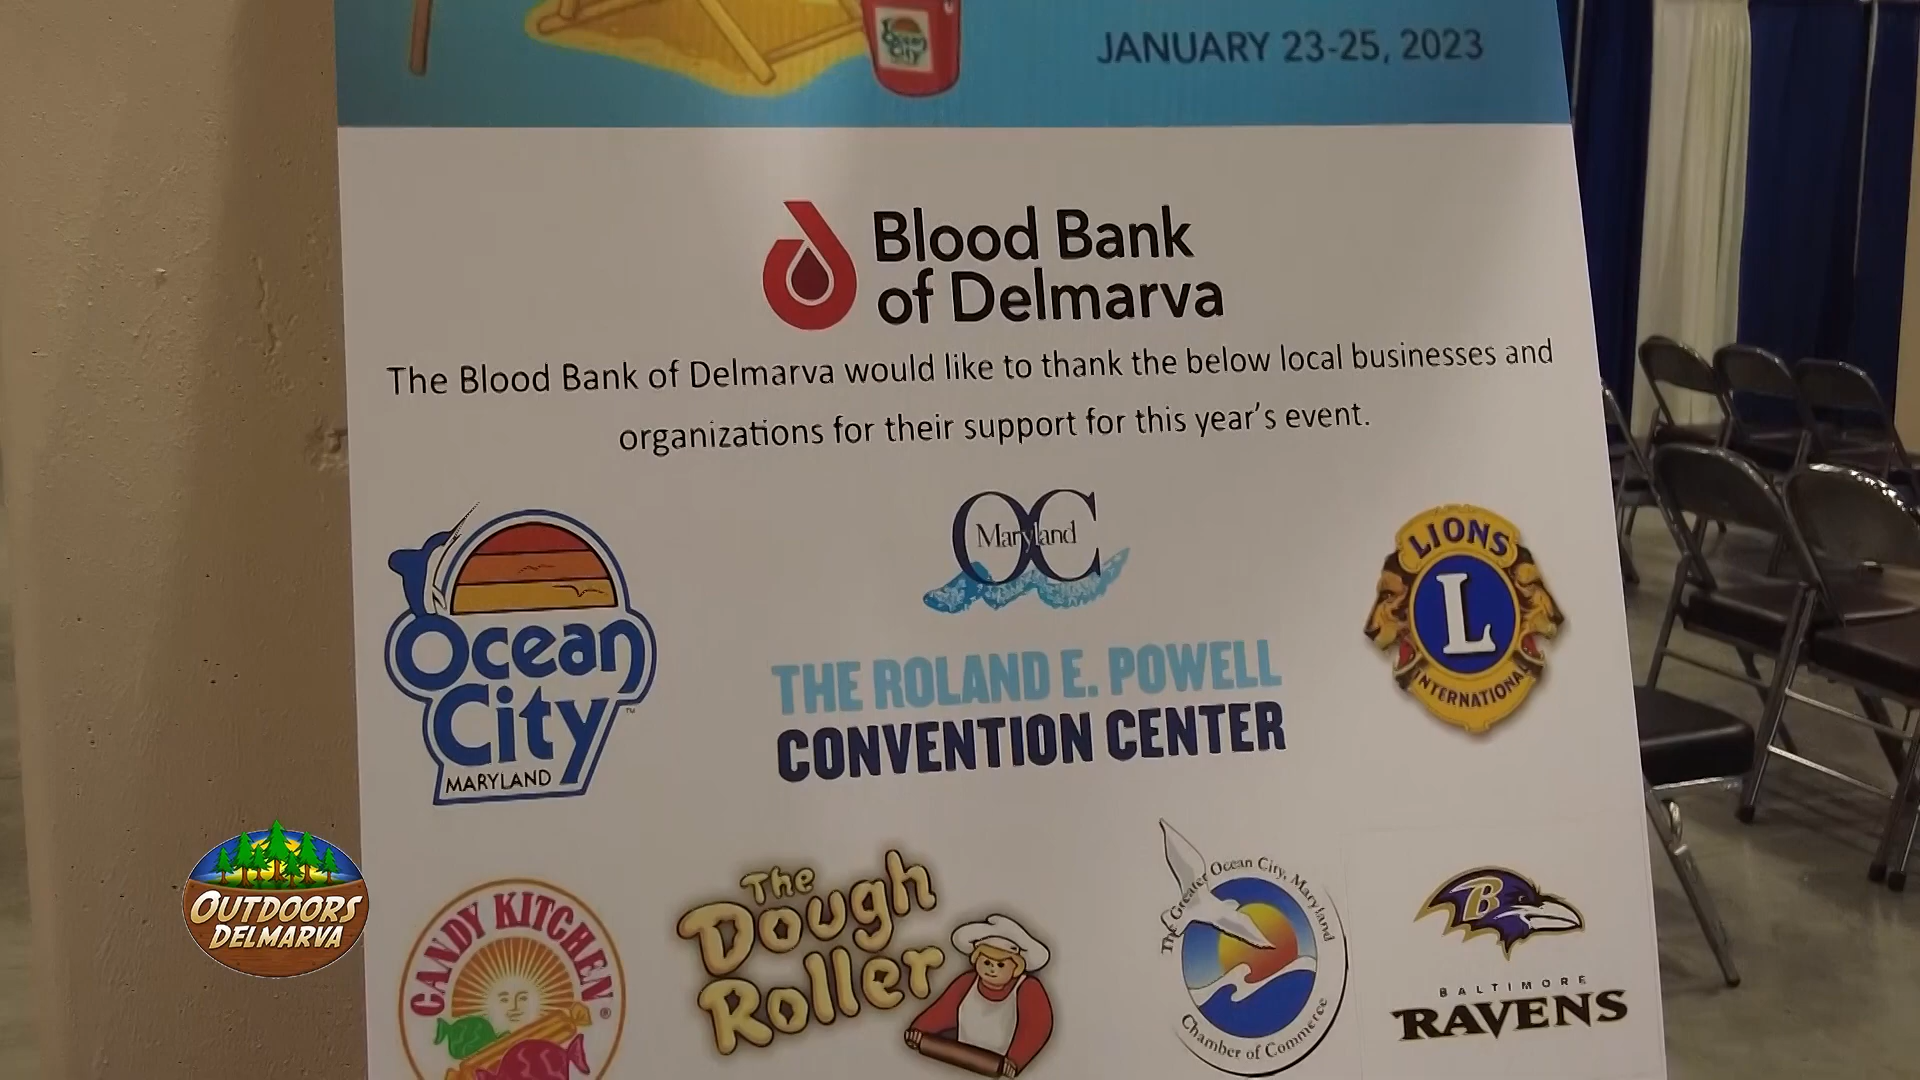 Ocean
City
JANUARY 23-25, 2023
Blood Bank
of Delmarva
The Blood Bank of Delmarva would like to thank the below local businesses and
organizations for their support for this year's event.
Ocean
City
MARYLAND
™
OC
Maryland
THE ROLAND E. POWELL
CONVENTION CENTER
LIONS
L
INTERNATIONAL
CANDY KITCHEN
®
The
Dough
Roller
The Greater Ocean City, Maryland
Chamber of Commerce
B
BALTIMORE
RAVENS
OUTDOORS
DELMARVA